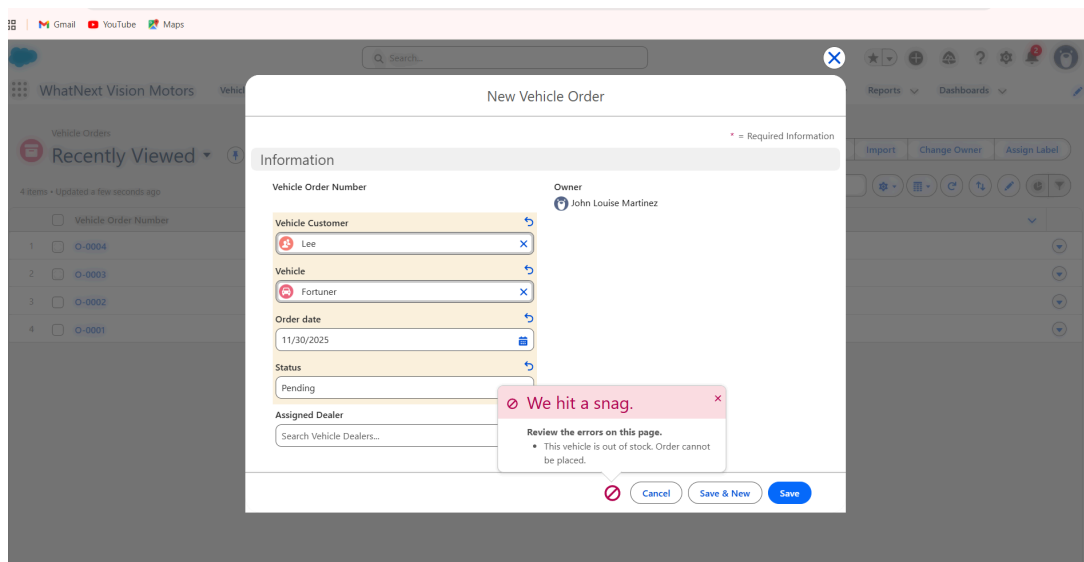 Gmail YouTube Maps
Search...
2
WhatNext Vision Motors
Reports Dashboards
New Vehicle Order
* = Required Information
Vehicle Orders
Recently Viewed
Import Change Owner Assign Label
Information
4 items • Updated a few seconds ago
Vehicle Order Number Owner
John Louise Martinez
Vehicle Order Number
Vehicle Customer
1 O-0004
Lee
2 O-0003
Vehicle
Fortuner
3 O-0002
Order date
4 O-0001
11/30/2025
Status
Pending
Assigned Dealer
Search Vehicle Dealers...
We hit a snag.
Review the errors on this page.
• This vehicle is out of stock. Order cannot
be placed.
Cancel Save & New Save